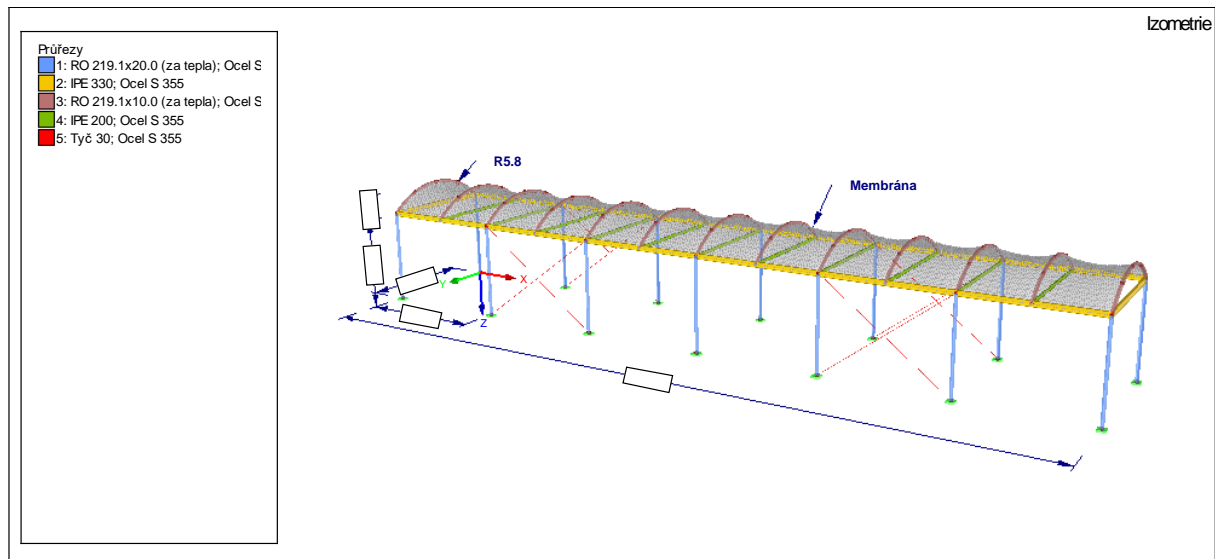 Izometrie
Průřezy
1: RO 219.1x20.0 (za tepla); Ocel S
2: IPE 330; Ocel S 355
3: RO 219.1x10.0 (za tepla); Ocel S
4: IPE 200; Ocel S 355
5: Tyč 30; Ocel S 355
R5.8
Membrána
X
Y
Z